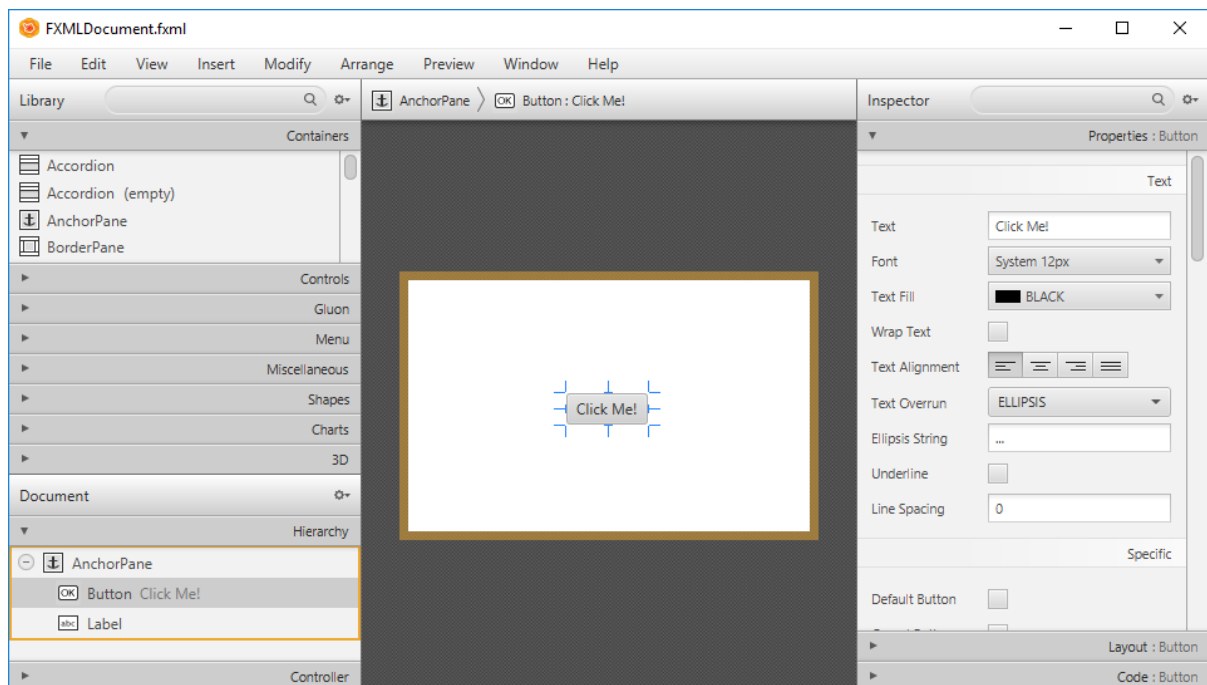 FXMLDocument.fxml
File Edit View Insert Modify Arrange Preview Window Help
Library
AnchorPane Button : Click Me!
Inspector
Containers
Accordion
Accordion (empty)
AnchorPane
BorderPane
Controls
Gluon
Menu
Miscellaneous
Shapes
Charts
3D
Document
Hierarchy
AnchorPane
Button Click Me!
Label
Controller
Click Me!
Properties : Button
Text
Text Click Me!
Font System 12px
Text Fill BLACK
Wrap Text
Text Alignment
Text Overrun ELLIPSIS
Ellipsis String ...
Underline
Line Spacing 0
Specific
Default Button
Layout : Button
Code : Button